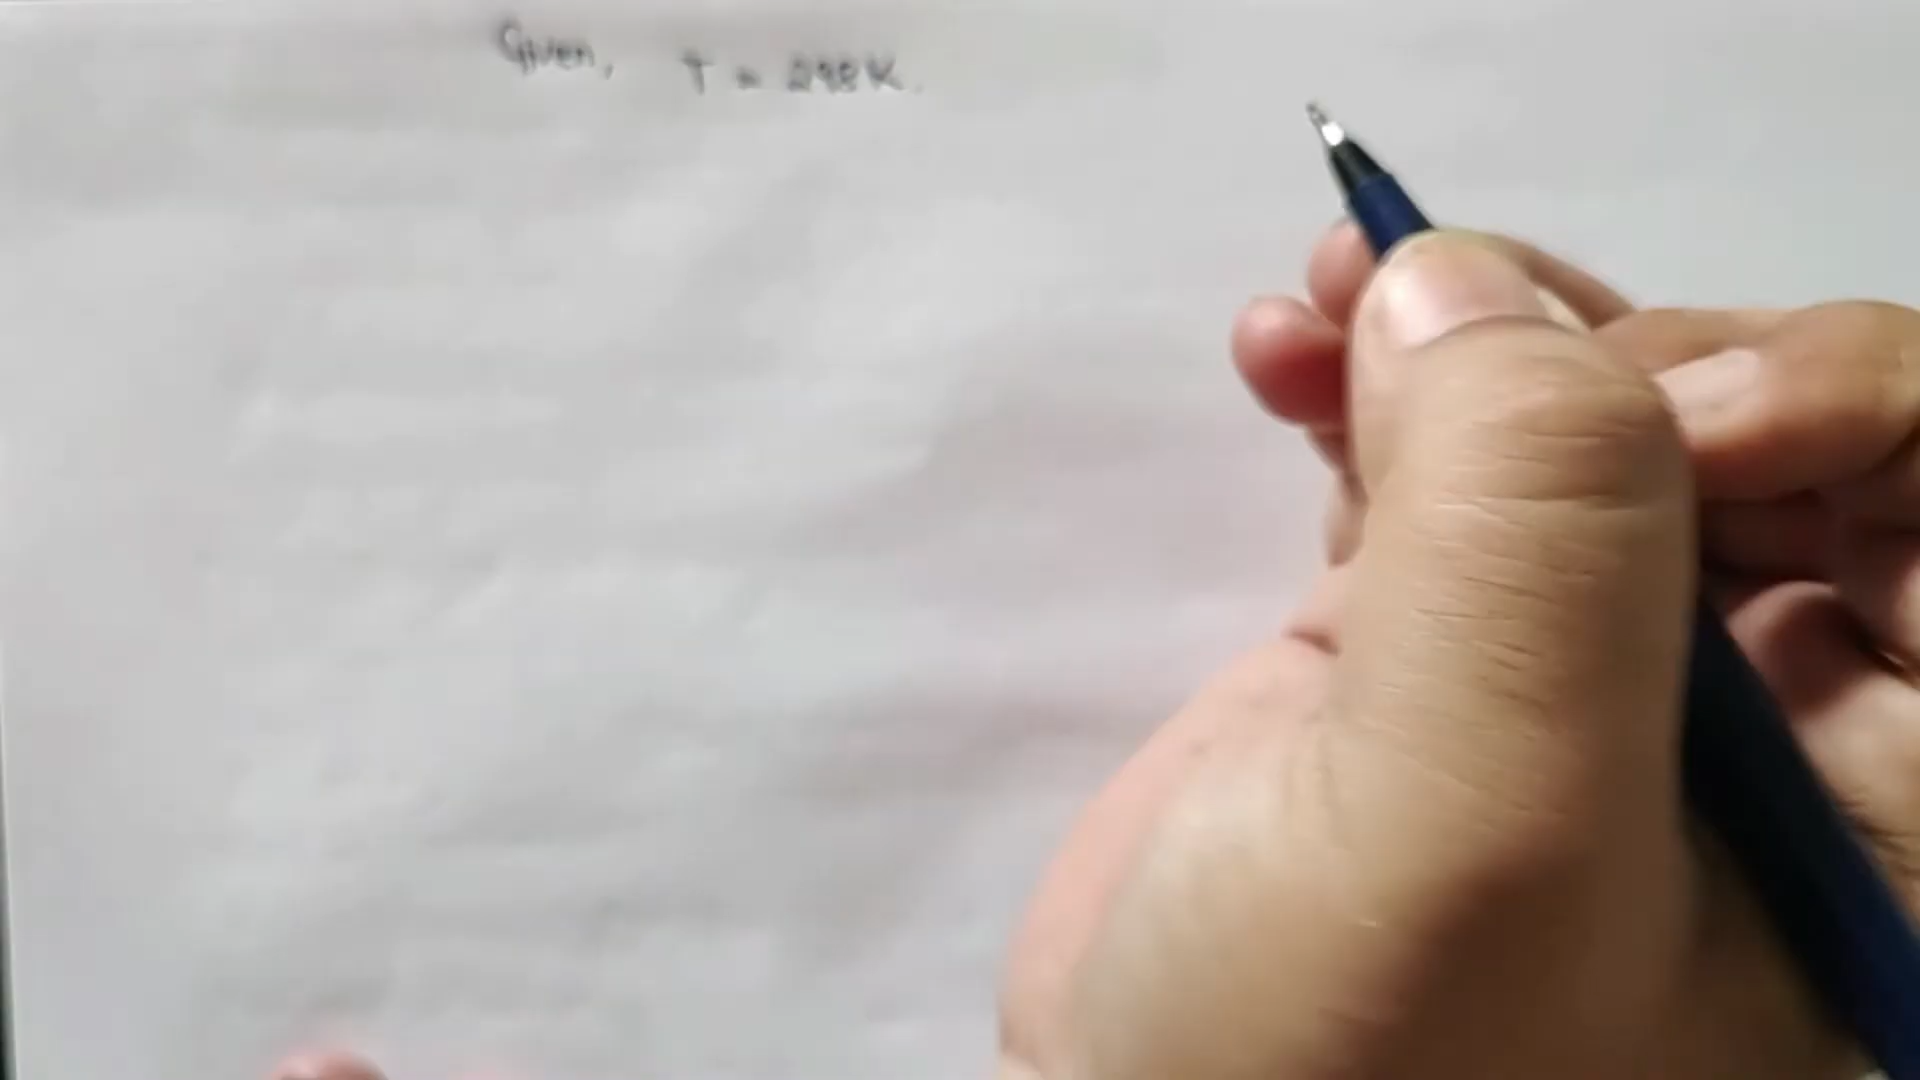 Given, T = 298K.